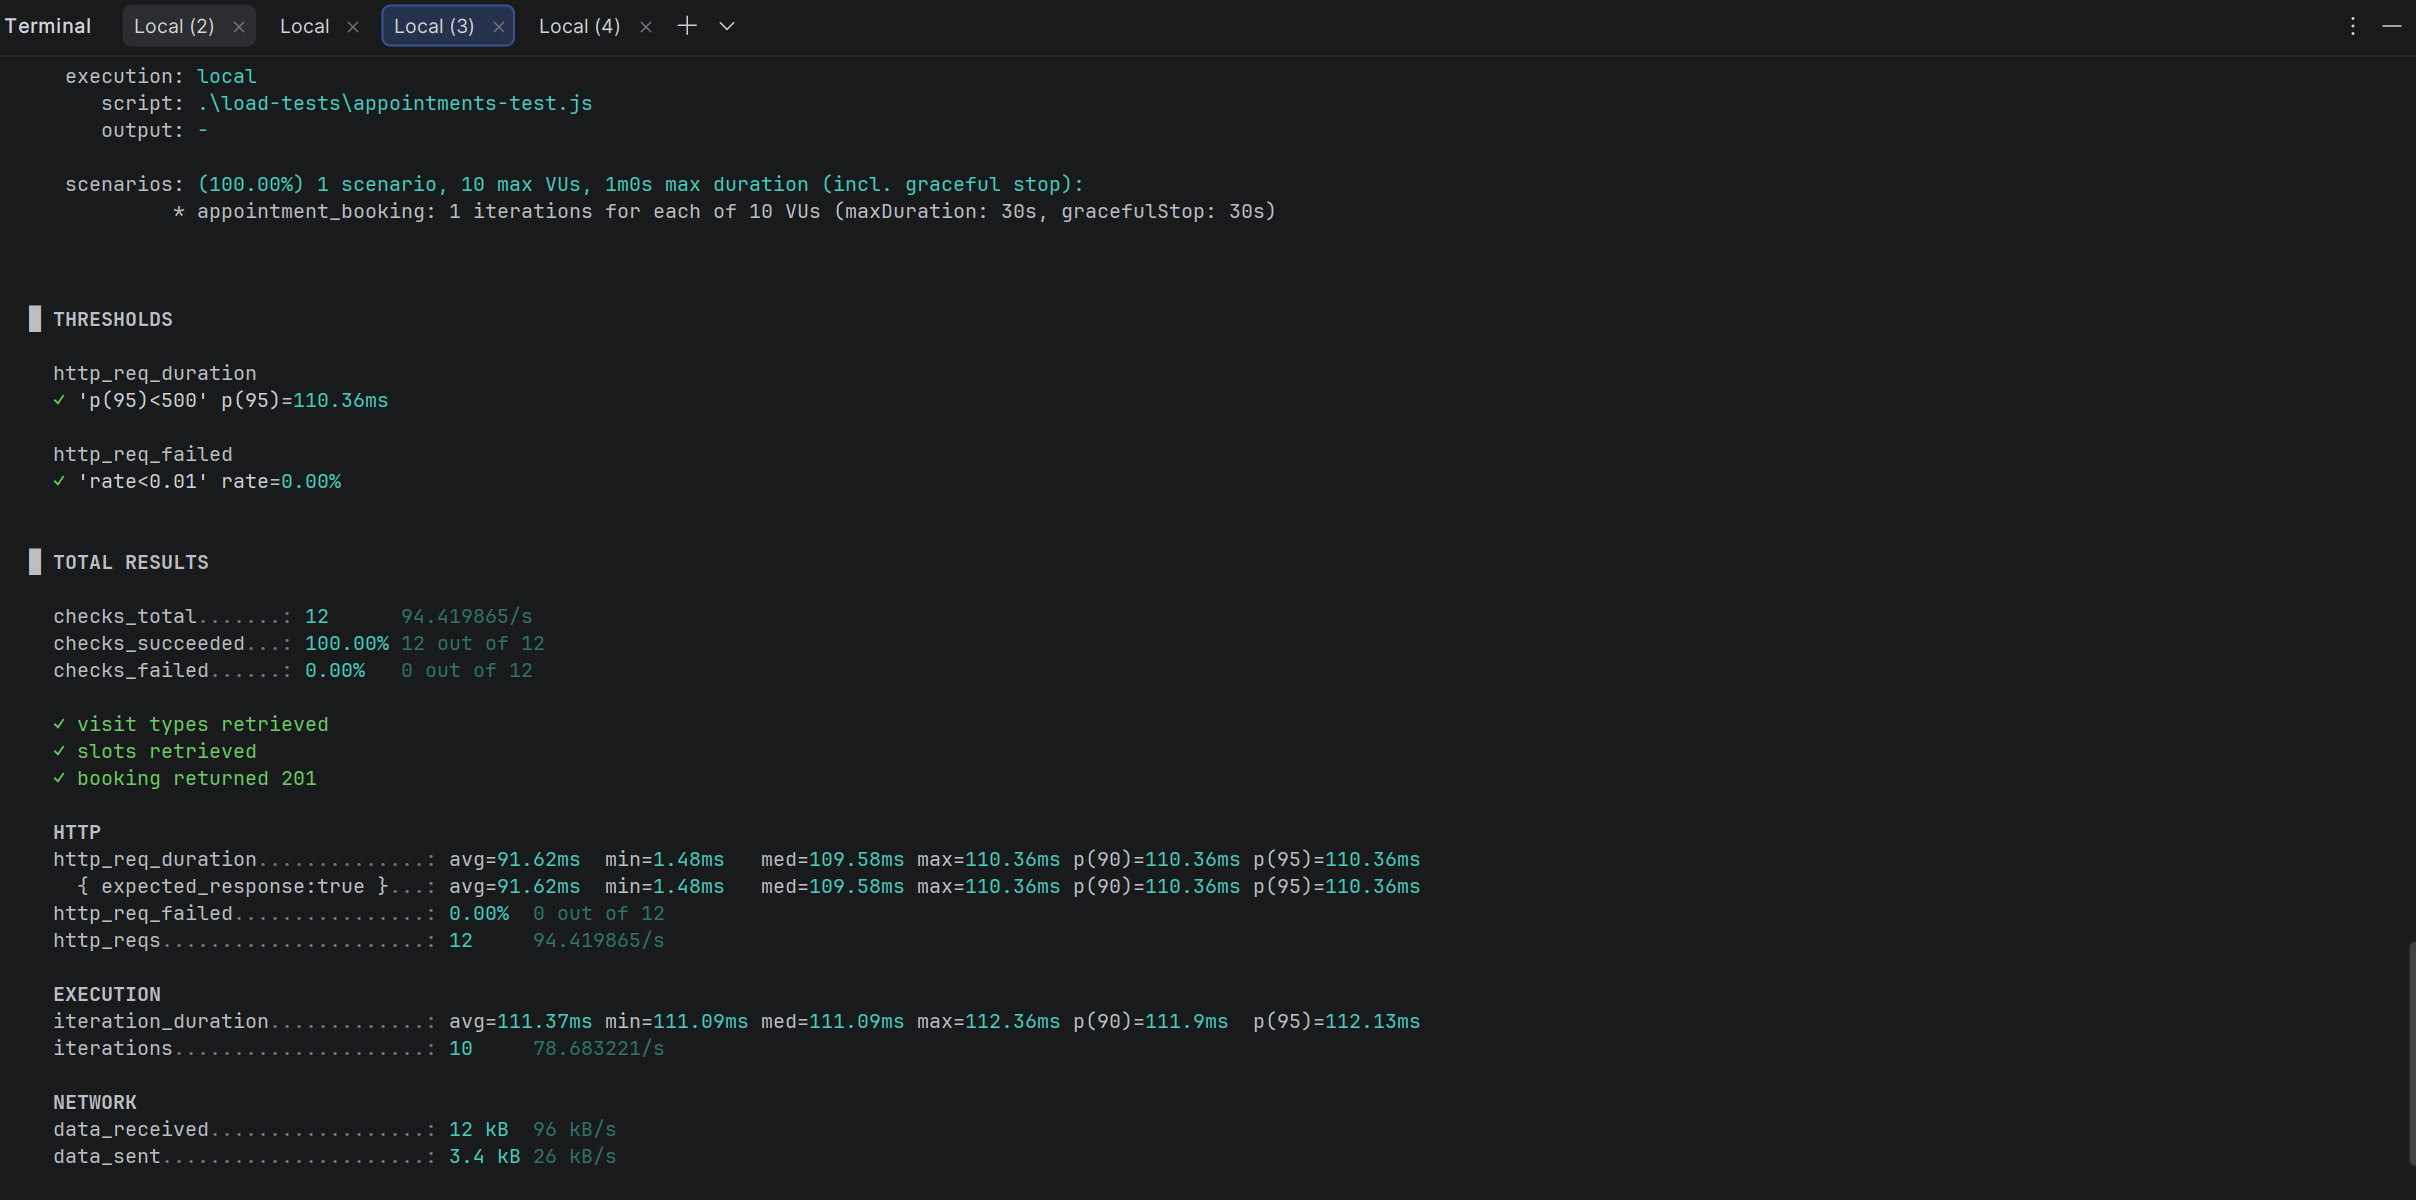 Terminal Local (2) × Local × Local (3) × Local (4) × +
execution: local
script: .\load-tests\appointments-test.js
output: -
scenarios: (100.00%) 1 scenario, 10 max VUs, 1m0s max duration (incl. graceful stop):
* appointment_booking: 1 iterations for each of 10 VUs (maxDuration: 30s, gracefulStop: 30s)
█ THRESHOLDS
http_req_duration
✓ 'p(95)<500' p(95)=110.36ms
http_req_failed
✓ 'rate<0.01' rate=0.00%
█ TOTAL RESULTS
checks_total.......: 12 94.419865/s
checks_succeeded...: 100.00% 12 out of 12
checks_failed......: 0.00% 0 out of 12
✓ visit types retrieved
✓ slots retrieved
✓ booking returned 201
HTTP
http_req_duration..............: avg=91.62ms min=1.48ms med=109.58ms max=110.36ms p(90)=110.36ms p(95)=110.36ms
{ expected_response:true }...: avg=91.62ms min=1.48ms med=109.58ms max=110.36ms p(90)=110.36ms p(95)=110.36ms
http_req_failed................: 0.00% 0 out of 12
http_reqs......................: 12 94.419865/s
EXECUTION
iteration_duration.............: avg=111.37ms min=111.09ms med=111.09ms max=112.36ms p(90)=111.9ms p(95)=112.13ms
iterations.....................: 10 78.683221/s
NETWORK
data_received..................: 12 kB 96 kB/s
data_sent......................: 3.4 kB 26 kB/s